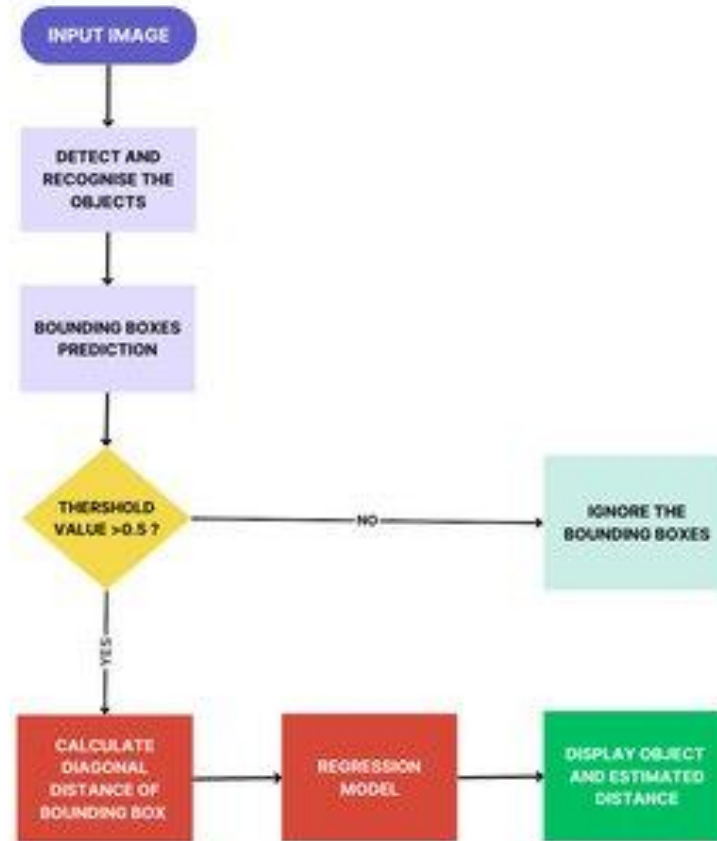 INPUT IMAGE
DETECT AND
RECOGNISE THE
OBJECTS
BOUNDING BOXES
PREDICTION
THERSHOLD
VALUE >0.5 ?
NO
IGNORE THE
BOUNDING BOXES
YES
CALCULATE
DIAGONAL
DISTANCE OF
BOUNDING BOX
REGRESSION
MODEL
DISPLAY OBJECT
AND ESTIMATED
DISTANCE